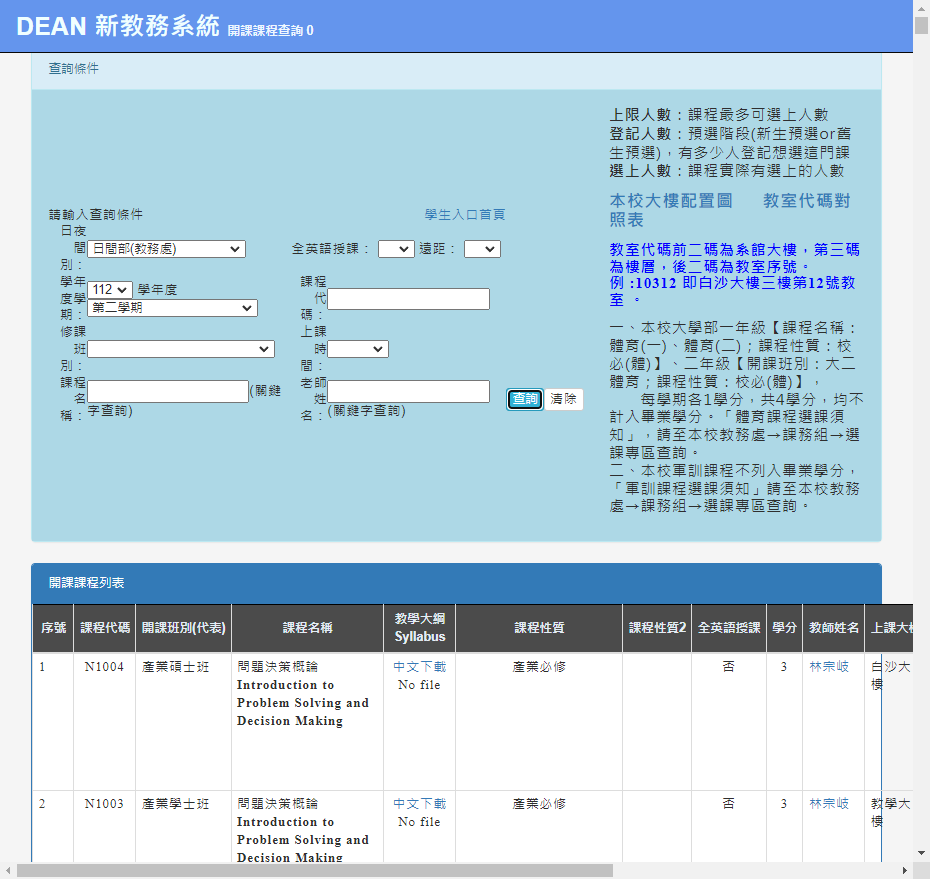 DEAN 新教務系統 開課課程查詢 0
查詢條件
上限人數：課程最多可選上人數
登記人數：預選階段(新生預選or舊
生預選)，有多少人登記想選這門課
選上人數：課程實際有選上的人數
本校大樓配置圖 教室代碼對
照表
教室代碼前二碼為系館大樓，第三碼
為樓層，後二碼為教室序號。
例 :10312 即白沙大樓三樓第12號教
室 。
一、本校大學部一年級【課程名稱：
體育(一)、體育(二)；課程性質：校
必(體)】、二年級【開課班別：大二
體育；課程性質：校必(體)】，
每學期各1學分，共4學分，均不
計入畢業學分。「體育課程選課須
知」，請至本校教務處→課務組→選
課專區查詢。
二、本校軍訓課程不列入畢業學分，
「軍訓課程選課須知」請至本校教務
處→課務組→選課專區查詢。
請輸入查詢條件 學生入口首頁
日夜
間
別：
日間部(教務處) 全英語授課： 遠距：
學年
度學
期：
112 學年度
第二學期
課程
代
碼：
修課
班
別：
上課
時
間：
課程
名
稱：
(關鍵
字查詢)
老師
姓
名：
(關鍵字查詢)
查詢 清除
開課課程列表
序號 課程代碼 開課班別(代表) 課程名稱 教學大綱 Syllabus 課程性質 課程性質2 全英語授課 學分 教師姓名 上課大樓
1 N1004 產業碩士班 問題決策概論 中文下載 產業必修 否 3 林宗岐 白沙大
Introduction to No file 樓
Problem Solving and
Decision Making
2 N1003 產業學士班 問題決策概論 中文下載 產業必修 否 3 林宗岐 教學大
Introduction to No file 樓
Problem Solving and
Decision Making